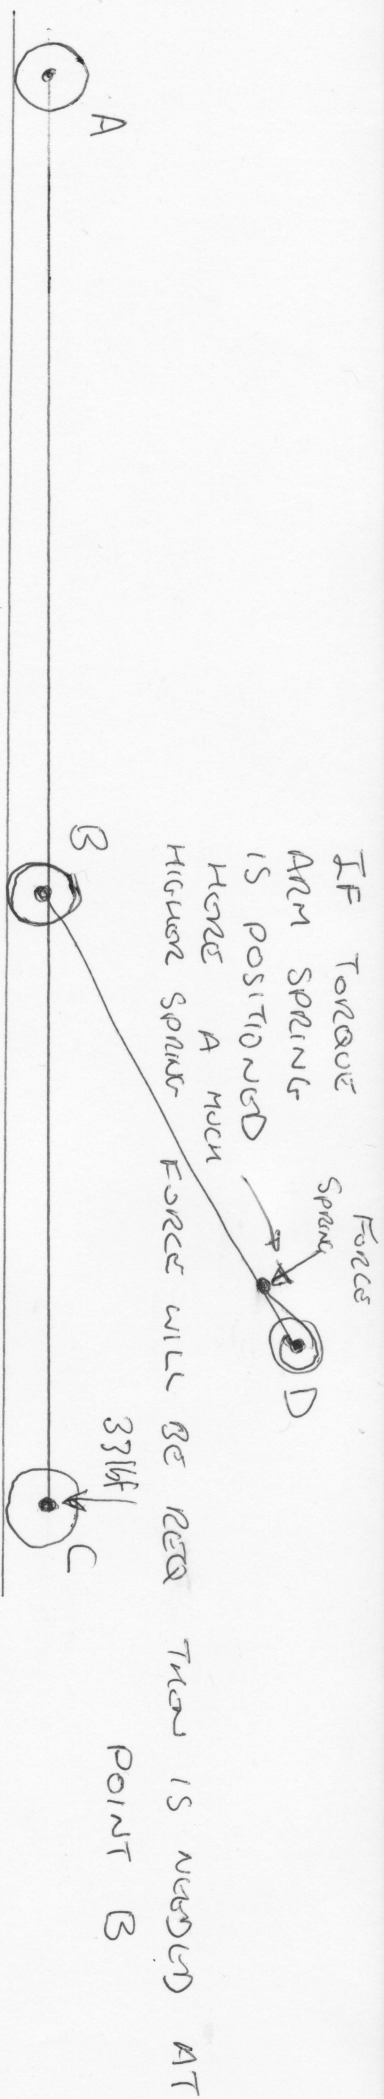 IF TORQUE
ARM SPRING
IS POSITIONED
HERE A MUCH
HIGHER SPRING FORCE WILL BE REQ THEN IS NEEDED AT
POINT B
FORCE
SPRING
D
33lbf
A
B
C